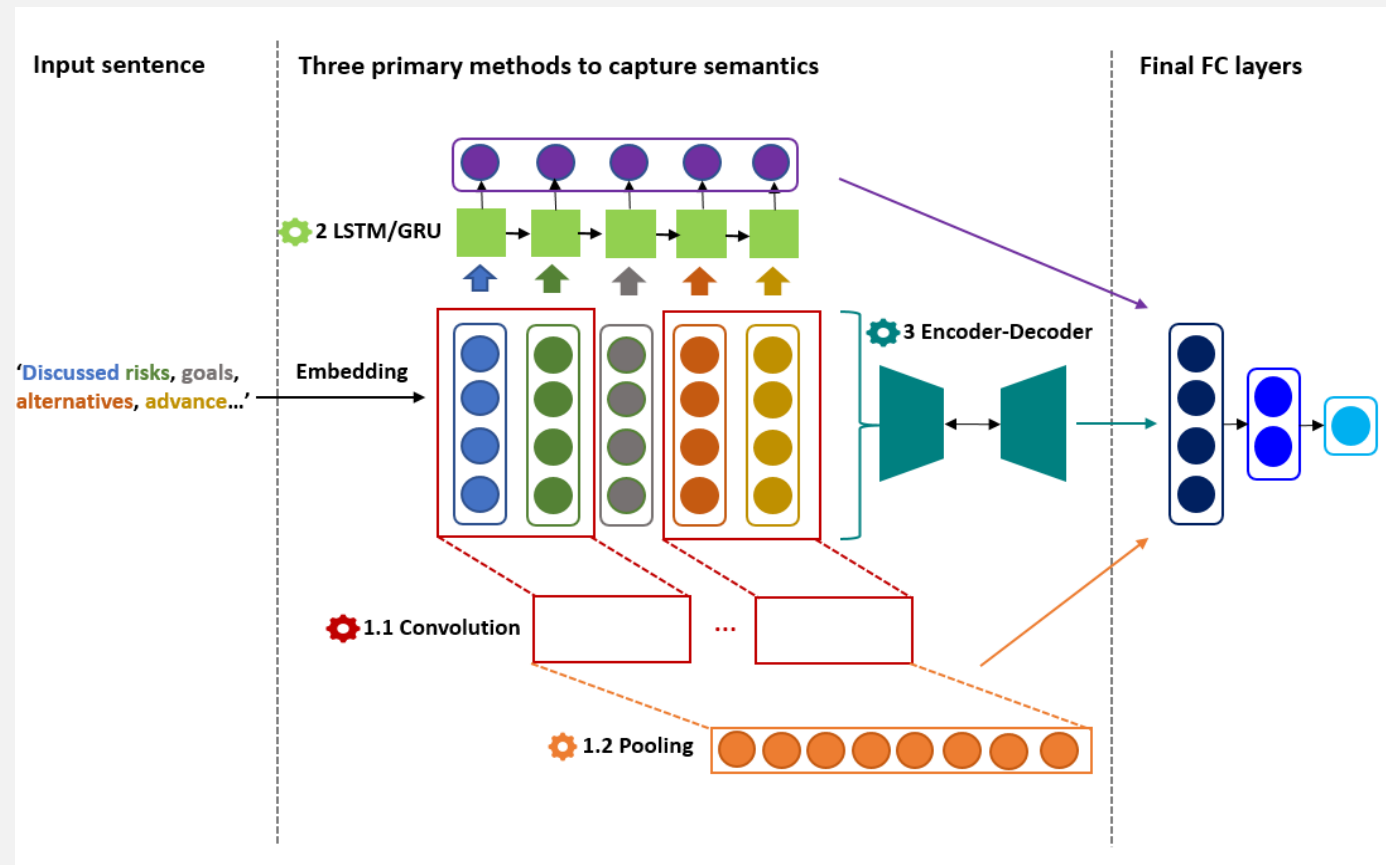 Input sentence
Three primary methods to capture semantics
Final FC layers
2 LSTM/GRU
3 Encoder-Decoder
Embedding
‘Discussed risks, goals,
alternatives, advance...’
1.1 Convolution
...
1.2 Pooling